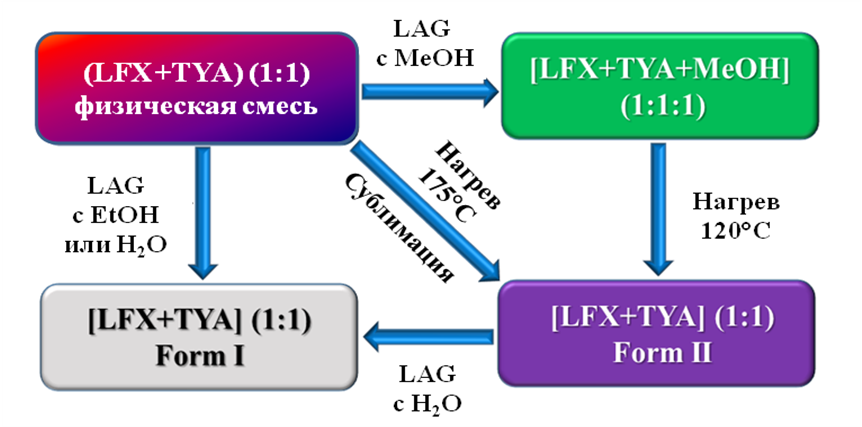 LAG
с MeOH
(LFX+TYA) (1:1)
физическая смесь
[LFX+TYA+MeOH]
(1:1:1)
LAG
с EtOH
или H₂O
Нагрев
175°C
Сублимация
Нагрев
120°C
[LFX+TYA] (1:1)
Form I
[LFX+TYA] (1:1)
Form II
LAG
с H₂O